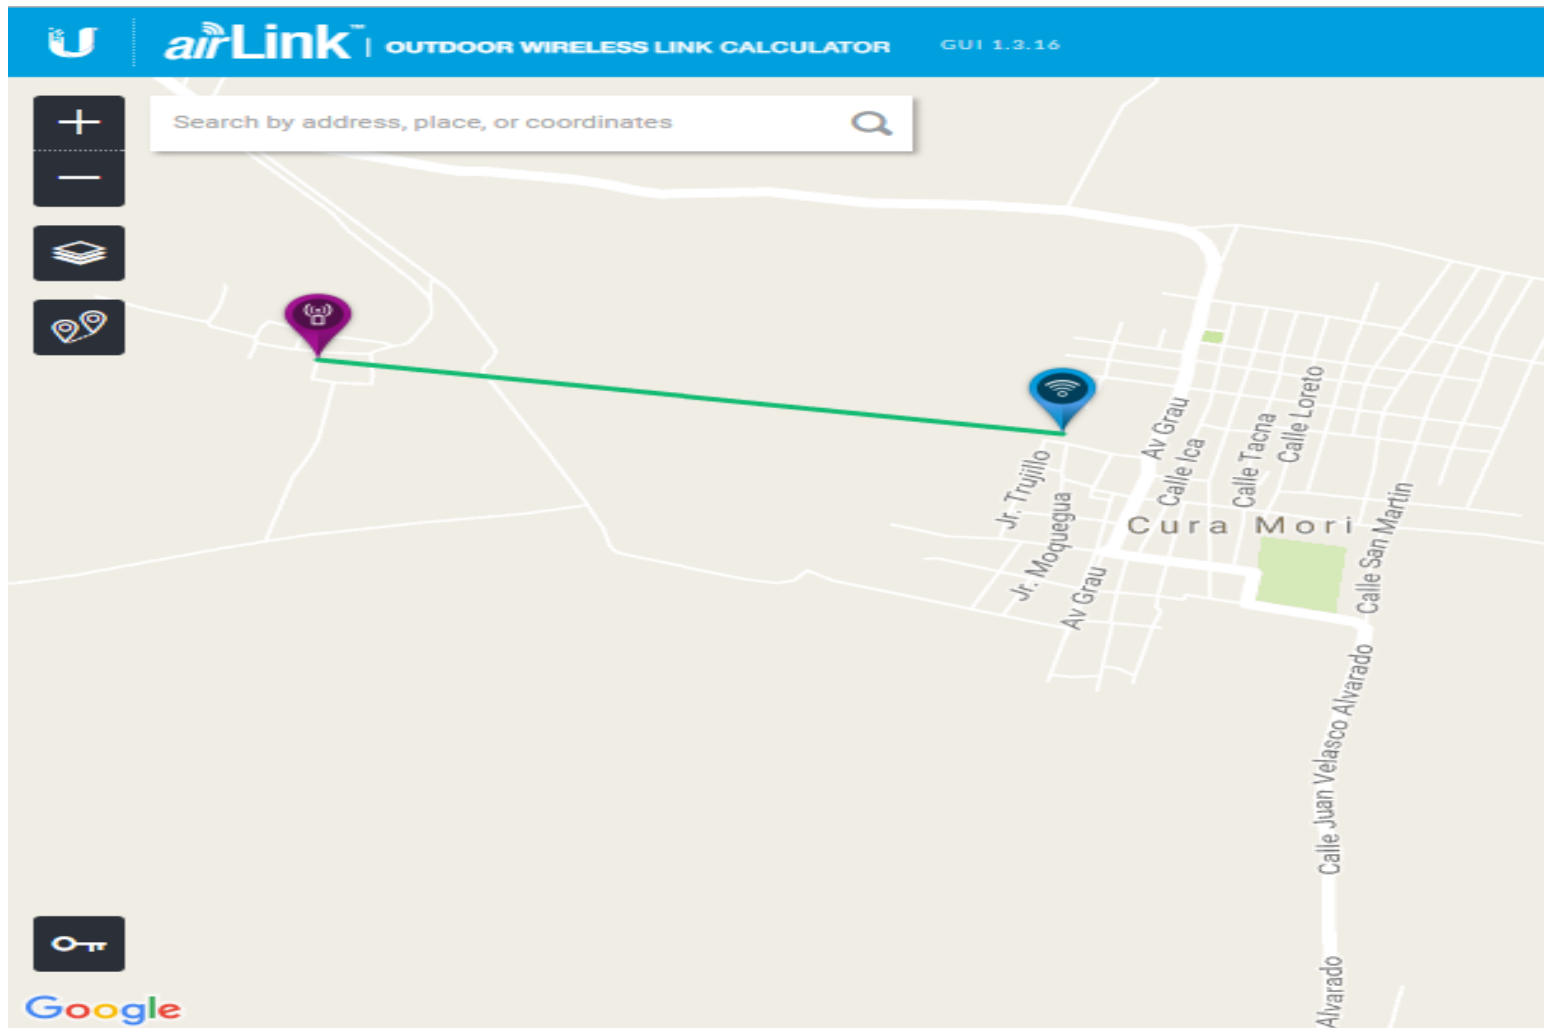 airLink™ | OUTDOOR WIRELESS LINK CALCULATOR GUI 1.3.16
Search by address, place, or coordinates
Calle Loreto
Av Grau
Calle Tacna
Calle Ica
Jr. Trujillo
Jr. Moquegua
Cura Mori
Calle San Martin
Av Grau
Calle Juan Velasco Alvarado
Alvarado
Google